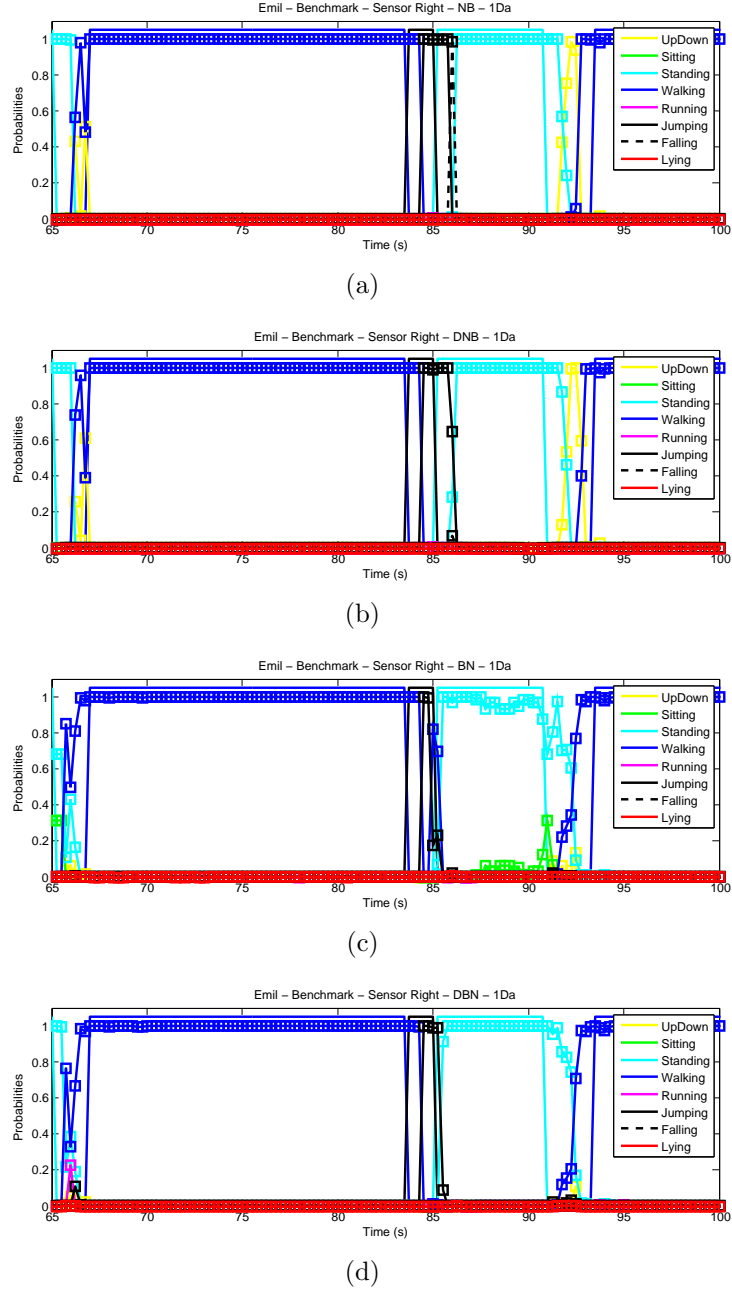 Emil − Benchmark − Sensor Right − NB − 1Da
Probabilities
1
0.8
0.6
0.4
0.2
0
65
70
75
80
85
90
95
100
Time (s)
UpDown
Sitting
Standing
Walking
Running
Jumping
Falling
Lying
(a)
Emil − Benchmark − Sensor Right − DNB − 1Da
Probabilities
1
0.8
0.6
0.4
0.2
0
65
70
75
80
85
90
95
100
Time (s)
UpDown
Sitting
Standing
Walking
Running
Jumping
Falling
Lying
(b)
Emil − Benchmark − Sensor Right − BN − 1Da
Probabilities
1
0.8
0.6
0.4
0.2
0
65
70
75
80
85
90
95
100
Time (s)
UpDown
Sitting
Standing
Walking
Running
Jumping
Falling
Lying
(c)
Emil − Benchmark − Sensor Right − DBN − 1Da
Probabilities
1
0.8
0.6
0.4
0.2
0
65
70
75
80
85
90
95
100
Time (s)
UpDown
Sitting
Standing
Walking
Running
Jumping
Falling
Lying
(d)